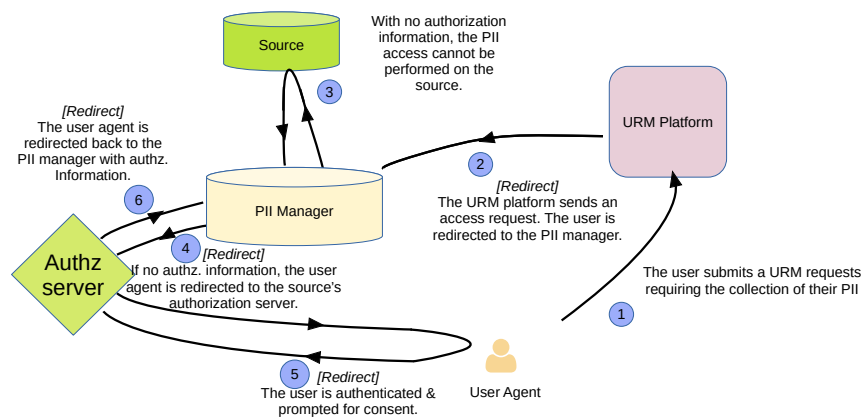 Source
With no authorization
information, the PII
access cannot be
performed on the
source.
3
URM Platform
[Redirect]
The user agent is
redirected back to the
PII manager with authz.
Information.
6
2
[Redirect]
The URM platform sends an
access request. The user is
redirected to the PII manager.
PII Manager
4
[Redirect]
If no authz. information, the user
agent is redirected to the source's
authorization server.
Authz
server
The user submits a URM requests
requiring the collection of their PII
1
5
[Redirect]
The user is authenticated &
prompted for consent.
User Agent